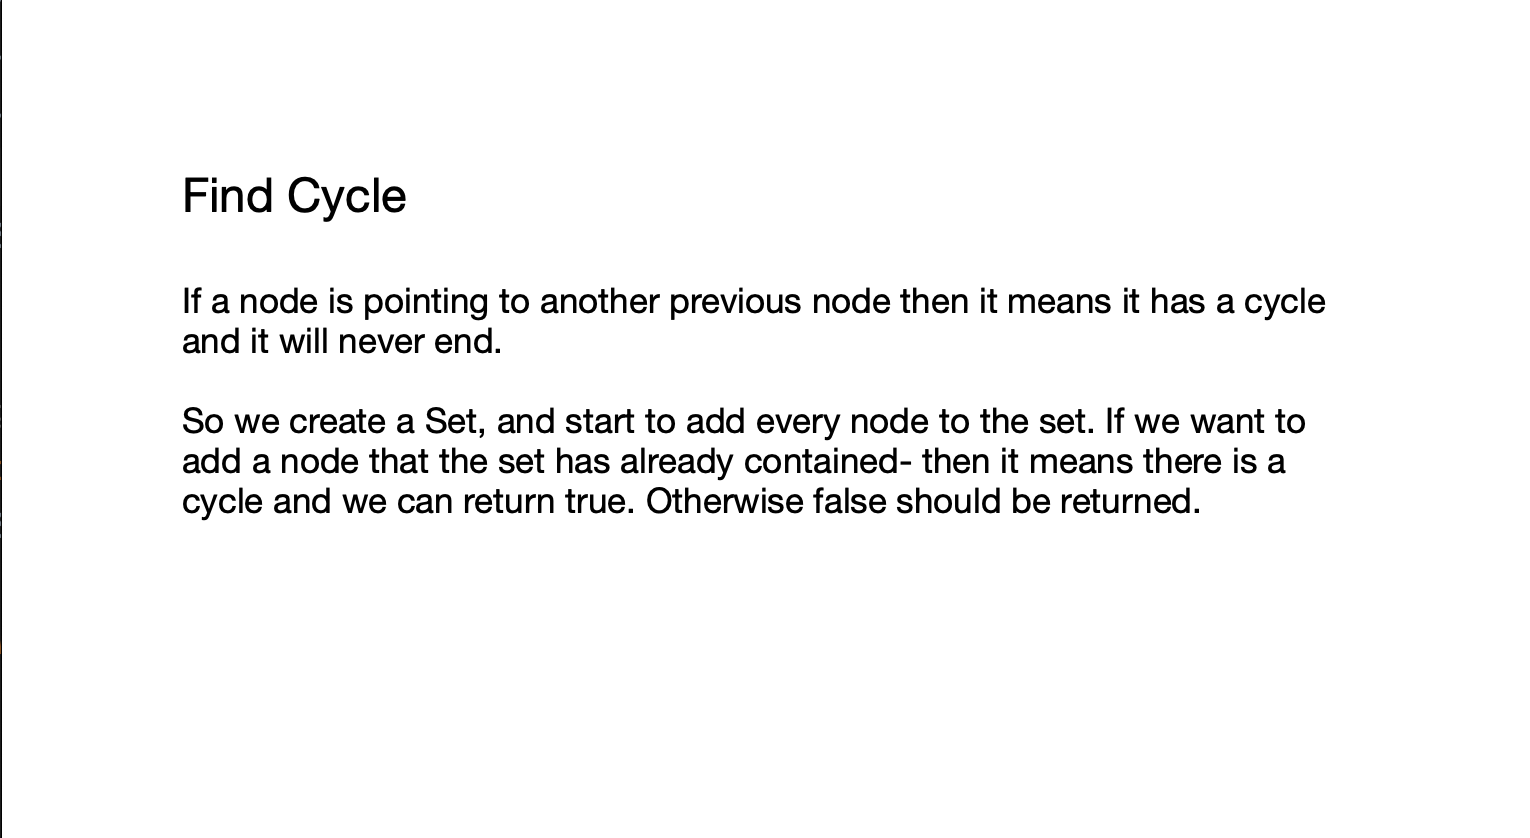 Find Cycle
If a node is pointing to another previous node then it means it has a cycle
and it will never end.
So we create a Set, and start to add every node to the set. If we want to
add a node that the set has already contained- then it means there is a
cycle and we can return true. Otherwise false should be returned.